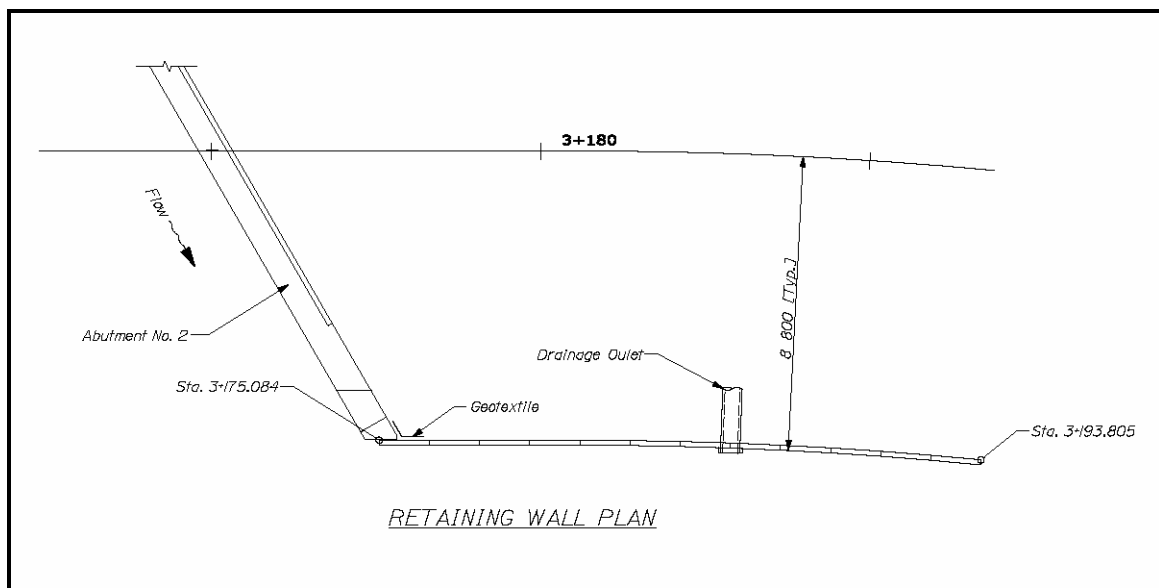 3+180
Flow
8 800 [Typ.]
Abutment No. 2
Drainage Oulet
Sta. 3+175.084
Geotextile
Sta. 3+193.805
RETAINING WALL PLAN